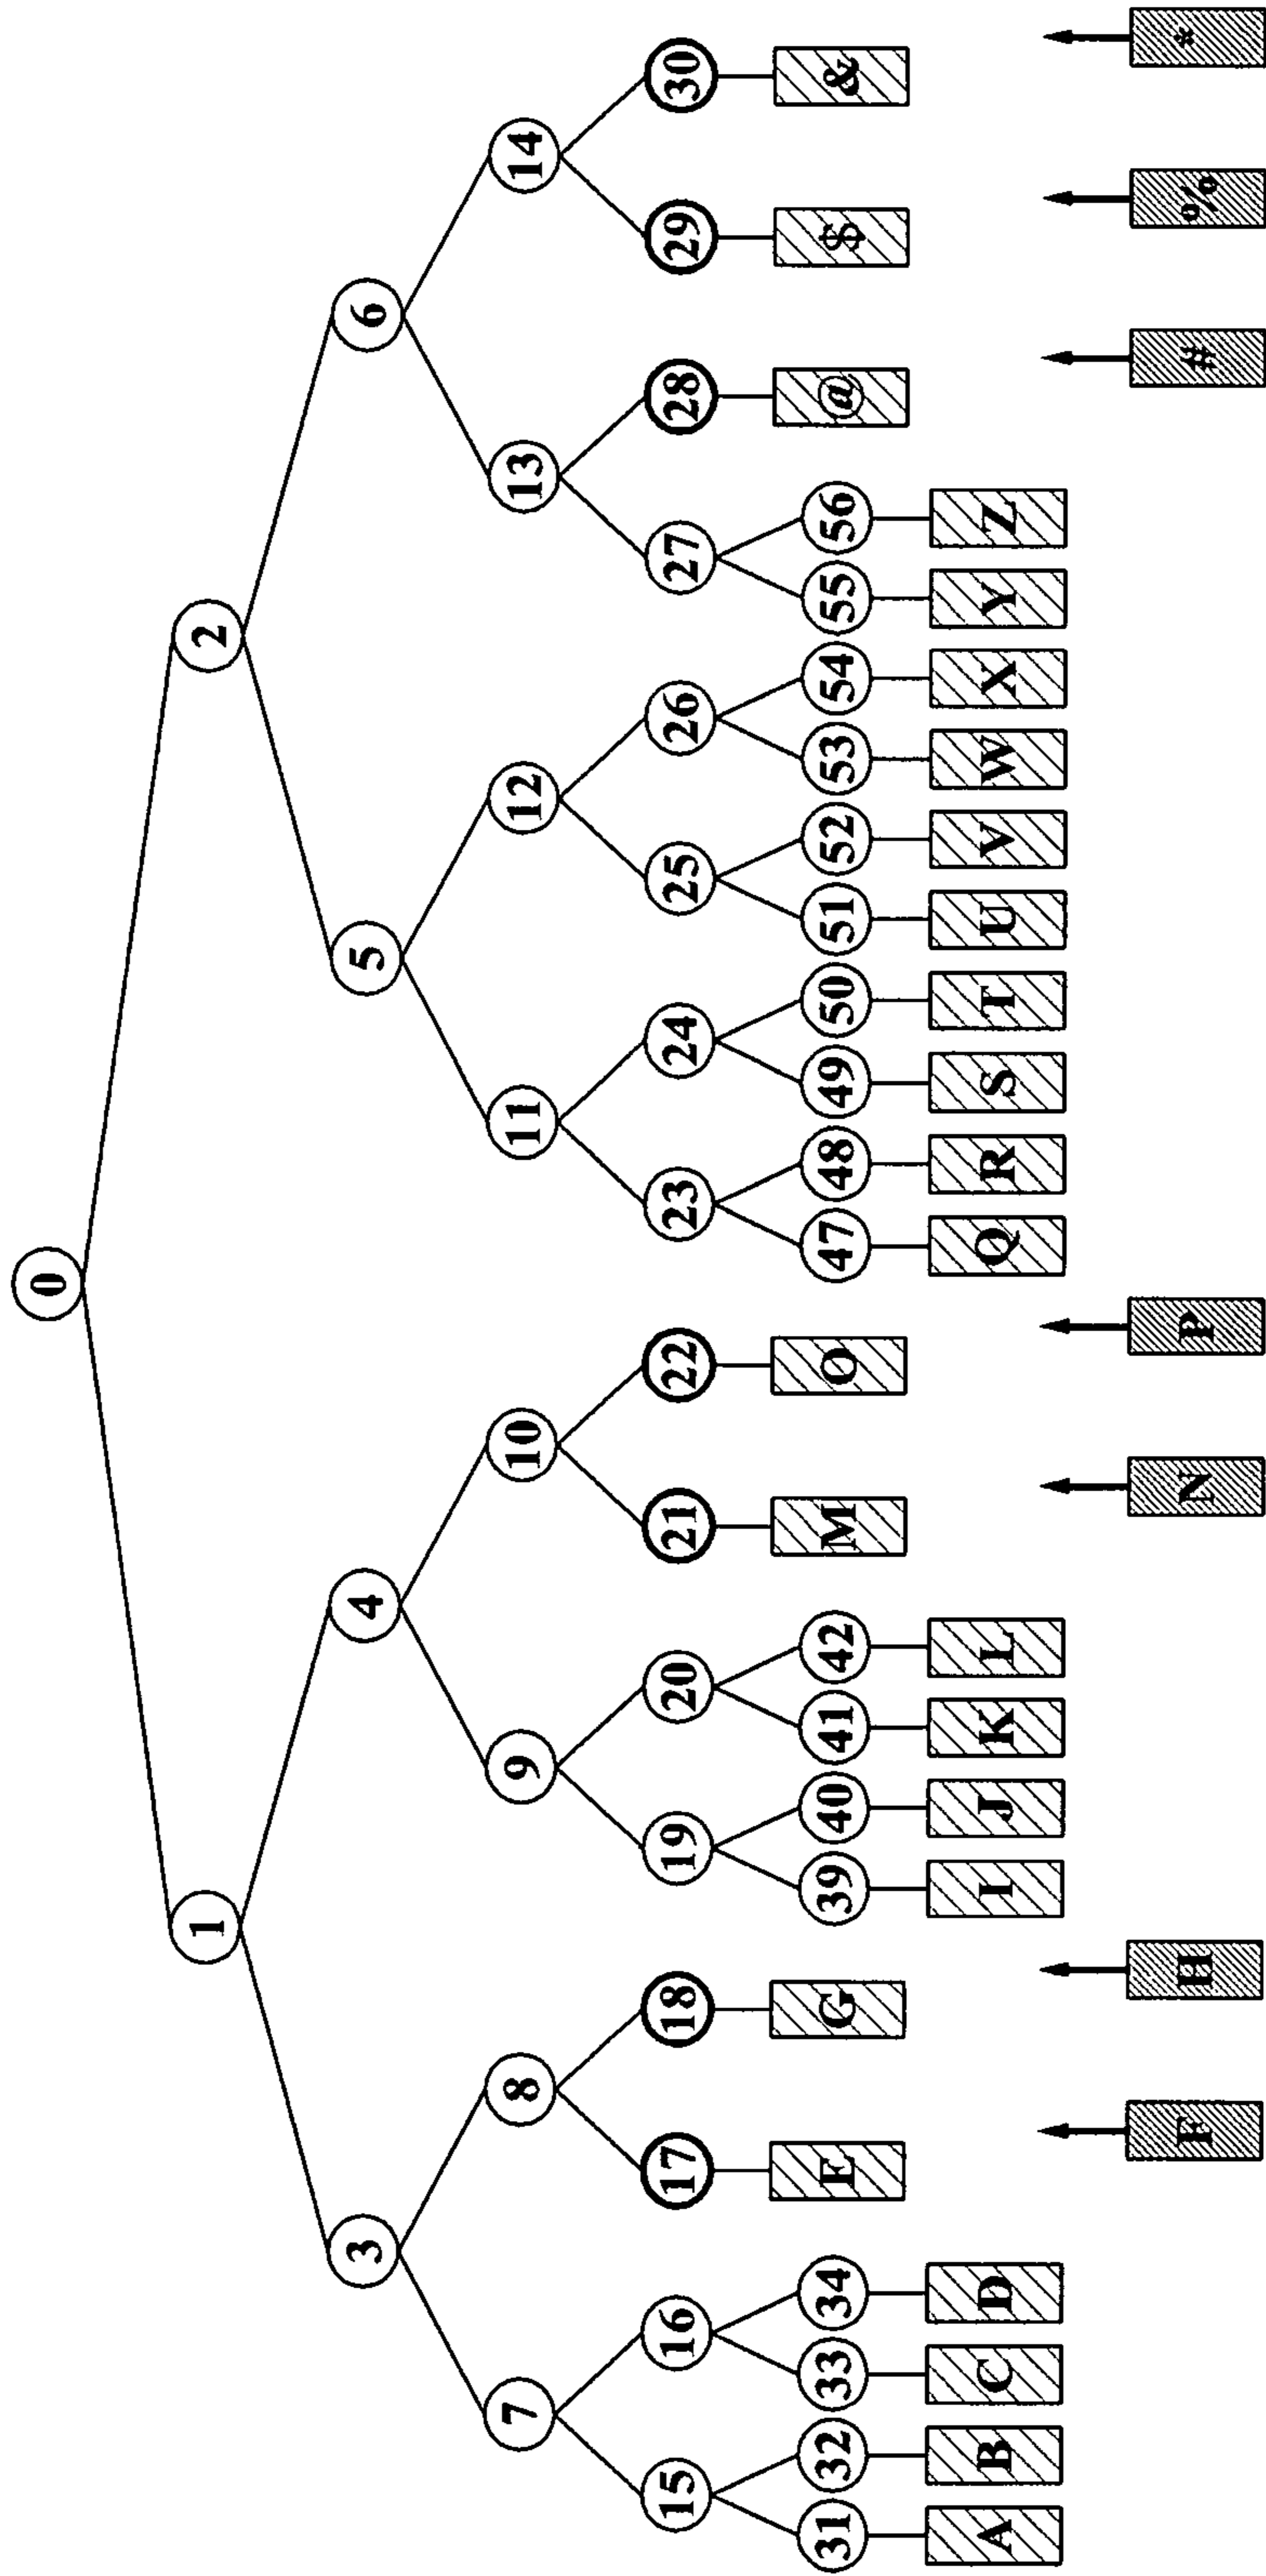 0
1 2
3 4 5 6
7 8 9 10 11 12 13 14
15 16 17 18 19 20 21 22 23 24 25 26 27 28 29 30
31 32 33 34 E G 39 40 41 42 M O 47 48 49 50 51 52 53 54 55 56 @ $ &
A B C D I J K L Q R S T U V W X Y Z
F H N P # % *